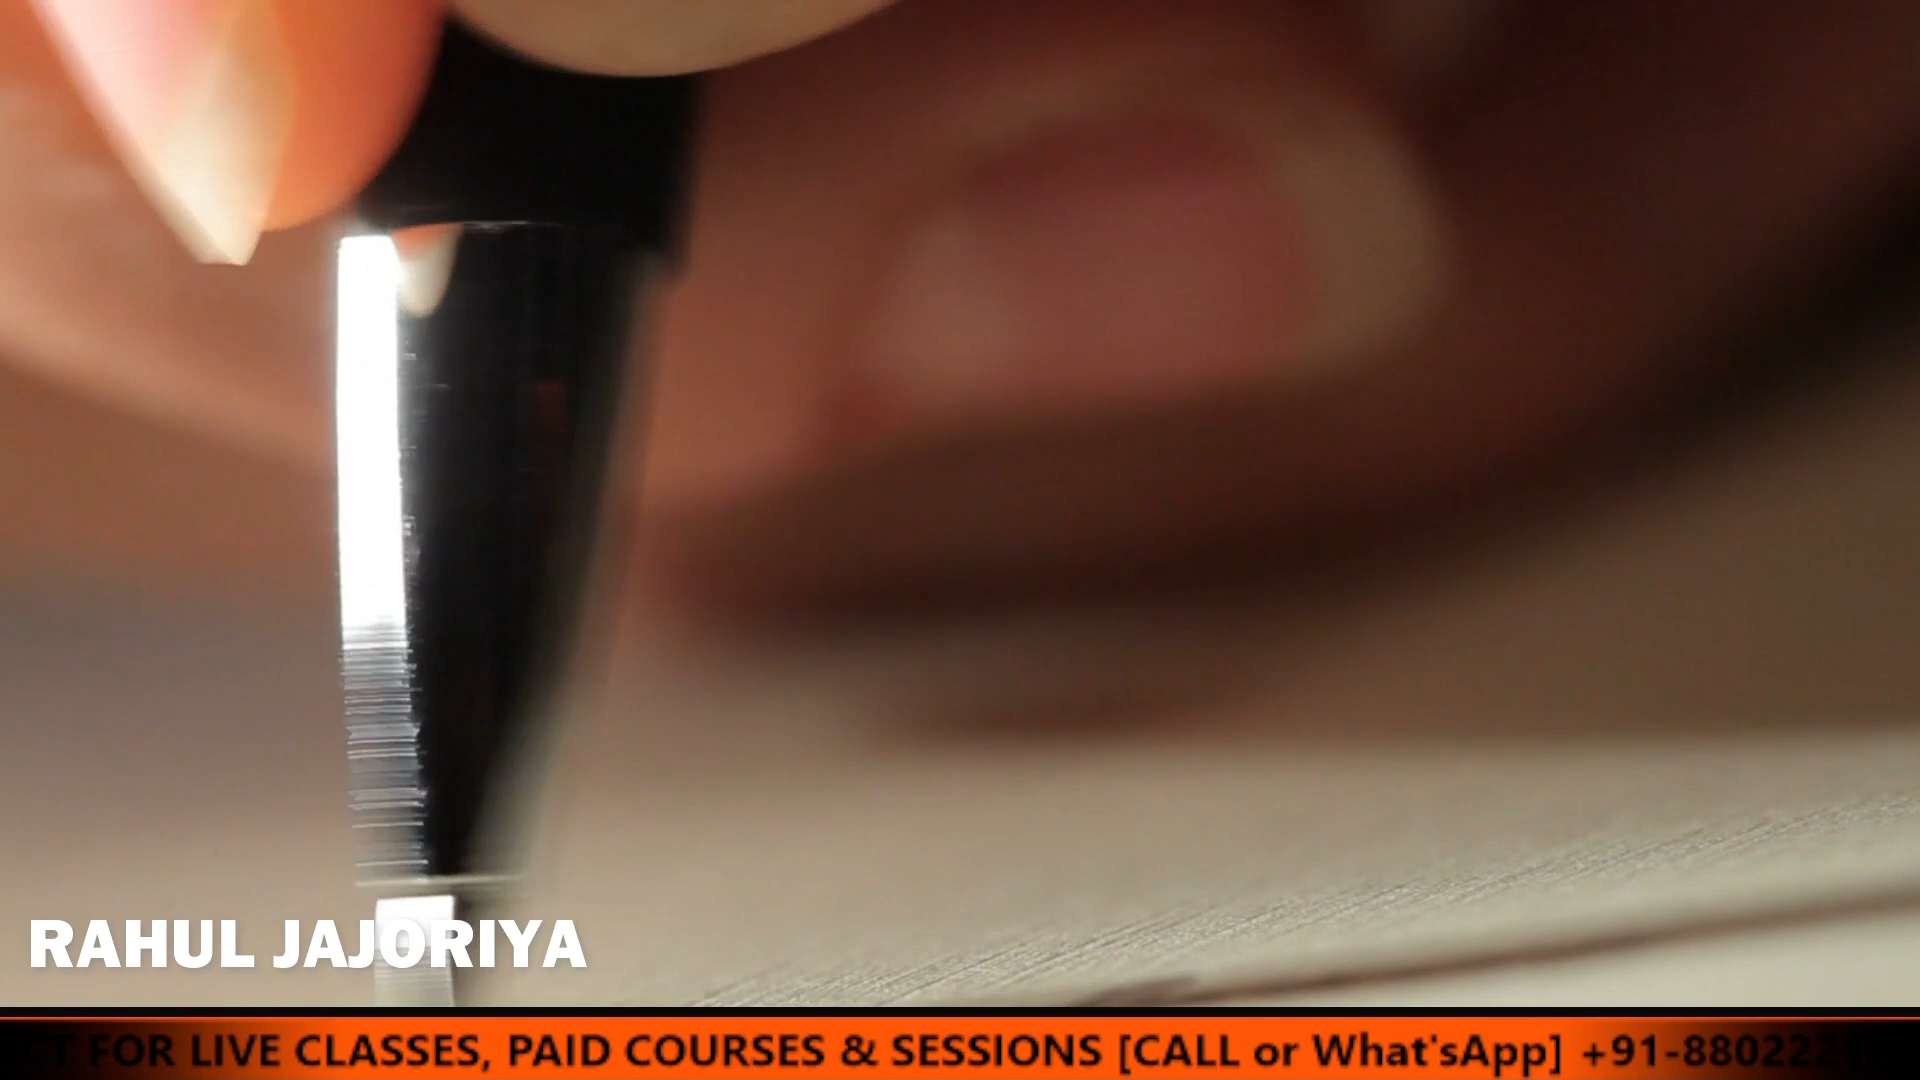 RAHUL JAJORIYA
FOR LIVE CLASSES, PAID COURSES & SESSIONS [CALL or What'sApp]